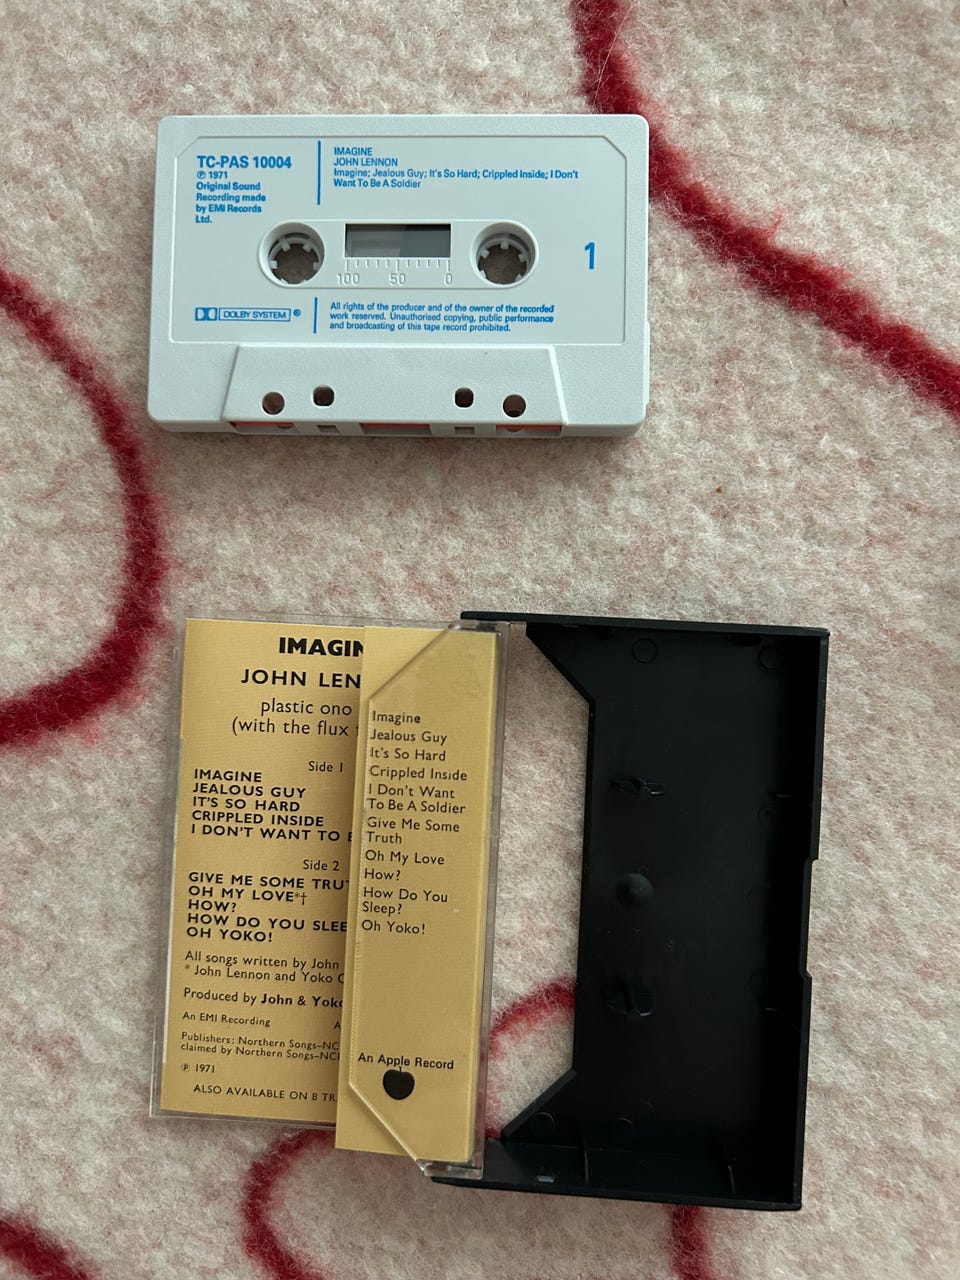 TC-PAS 10004
℗ 1971
Original Sound
Recording made
by EMI Records
Ltd.
IMAGINE
JOHN LENNON
Imagine; Jealous Guy; It's So Hard; Crippled Inside; I Don't
Want To Be A Soldier
1
100 50 0
DOLBY SYSTEM ®
All rights of the producer and of the owner of the recorded
work reserved. Unauthorised copying, public performance
and broadcasting of this tape record prohibited.
IMAGIN
JOHN LEN
plastic ono
(with the flux
Side 1
IMAGINE
JEALOUS GUY
IT'S SO HARD
CRIPPLED INSIDE
I DON'T WANT TO
Side 2
GIVE ME SOME TRUT
OH MY LOVE*†
HOW?
HOW DO YOU SLEE
OH YOKO!
All songs written by John
* John Lennon and Yoko
Produced by John & Yoko
An EMI Recording
Publishers: Northern Songs–NC
claimed by Northern Songs–NC
℗ 1971
ALSO AVAILABLE ON 8 TR
Imagine
Jealous Guy
It's So Hard
Crippled Inside
I Don't Want
To Be A Soldier
Give Me Some
Truth
Oh My Love
How?
How Do You
Sleep?
Oh Yoko!
An Apple Record